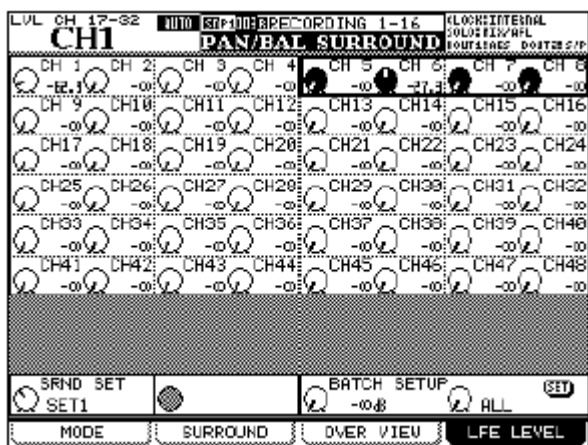 LVL CH 17-32 AUTO RECORDING 1-16 CLOCK:INTERNAL
CH1 PAN/BAL SURROUND
CH 1 CH 2 CH 3 CH 4 CH 5 CH 6 CH 7 CH 8
-∞ -∞ -∞ -∞ -27.3 -∞ -∞
CH 9 CH10 CH11 CH12 CH13 CH14 CH15 CH16
-∞ -∞ -∞ -∞ -∞ -∞ -∞ -∞
CH17 CH18 CH19 CH20 CH21 CH22 CH23 CH24
-∞ -∞ -∞ -∞ -∞ -∞ -∞ -∞
CH25 CH26 CH27 CH28 CH29 CH30 CH31 CH32
-∞ -∞ -∞ -∞ -∞ -∞ -∞ -∞
CH33 CH34 CH35 CH36 CH37 CH38 CH39 CH40
-∞ -∞ -∞ -∞ -∞ -∞ -∞ -∞
CH41 CH42 CH43 CH44 CH45 CH46 CH47 CH48
-∞ -∞ -∞ -∞ -∞ -∞ -∞ -∞
SRND SET BATCH SETUP SET
SET1 -∞dB ALL
MODE SURROUND OVER VIEW LFE LEVEL